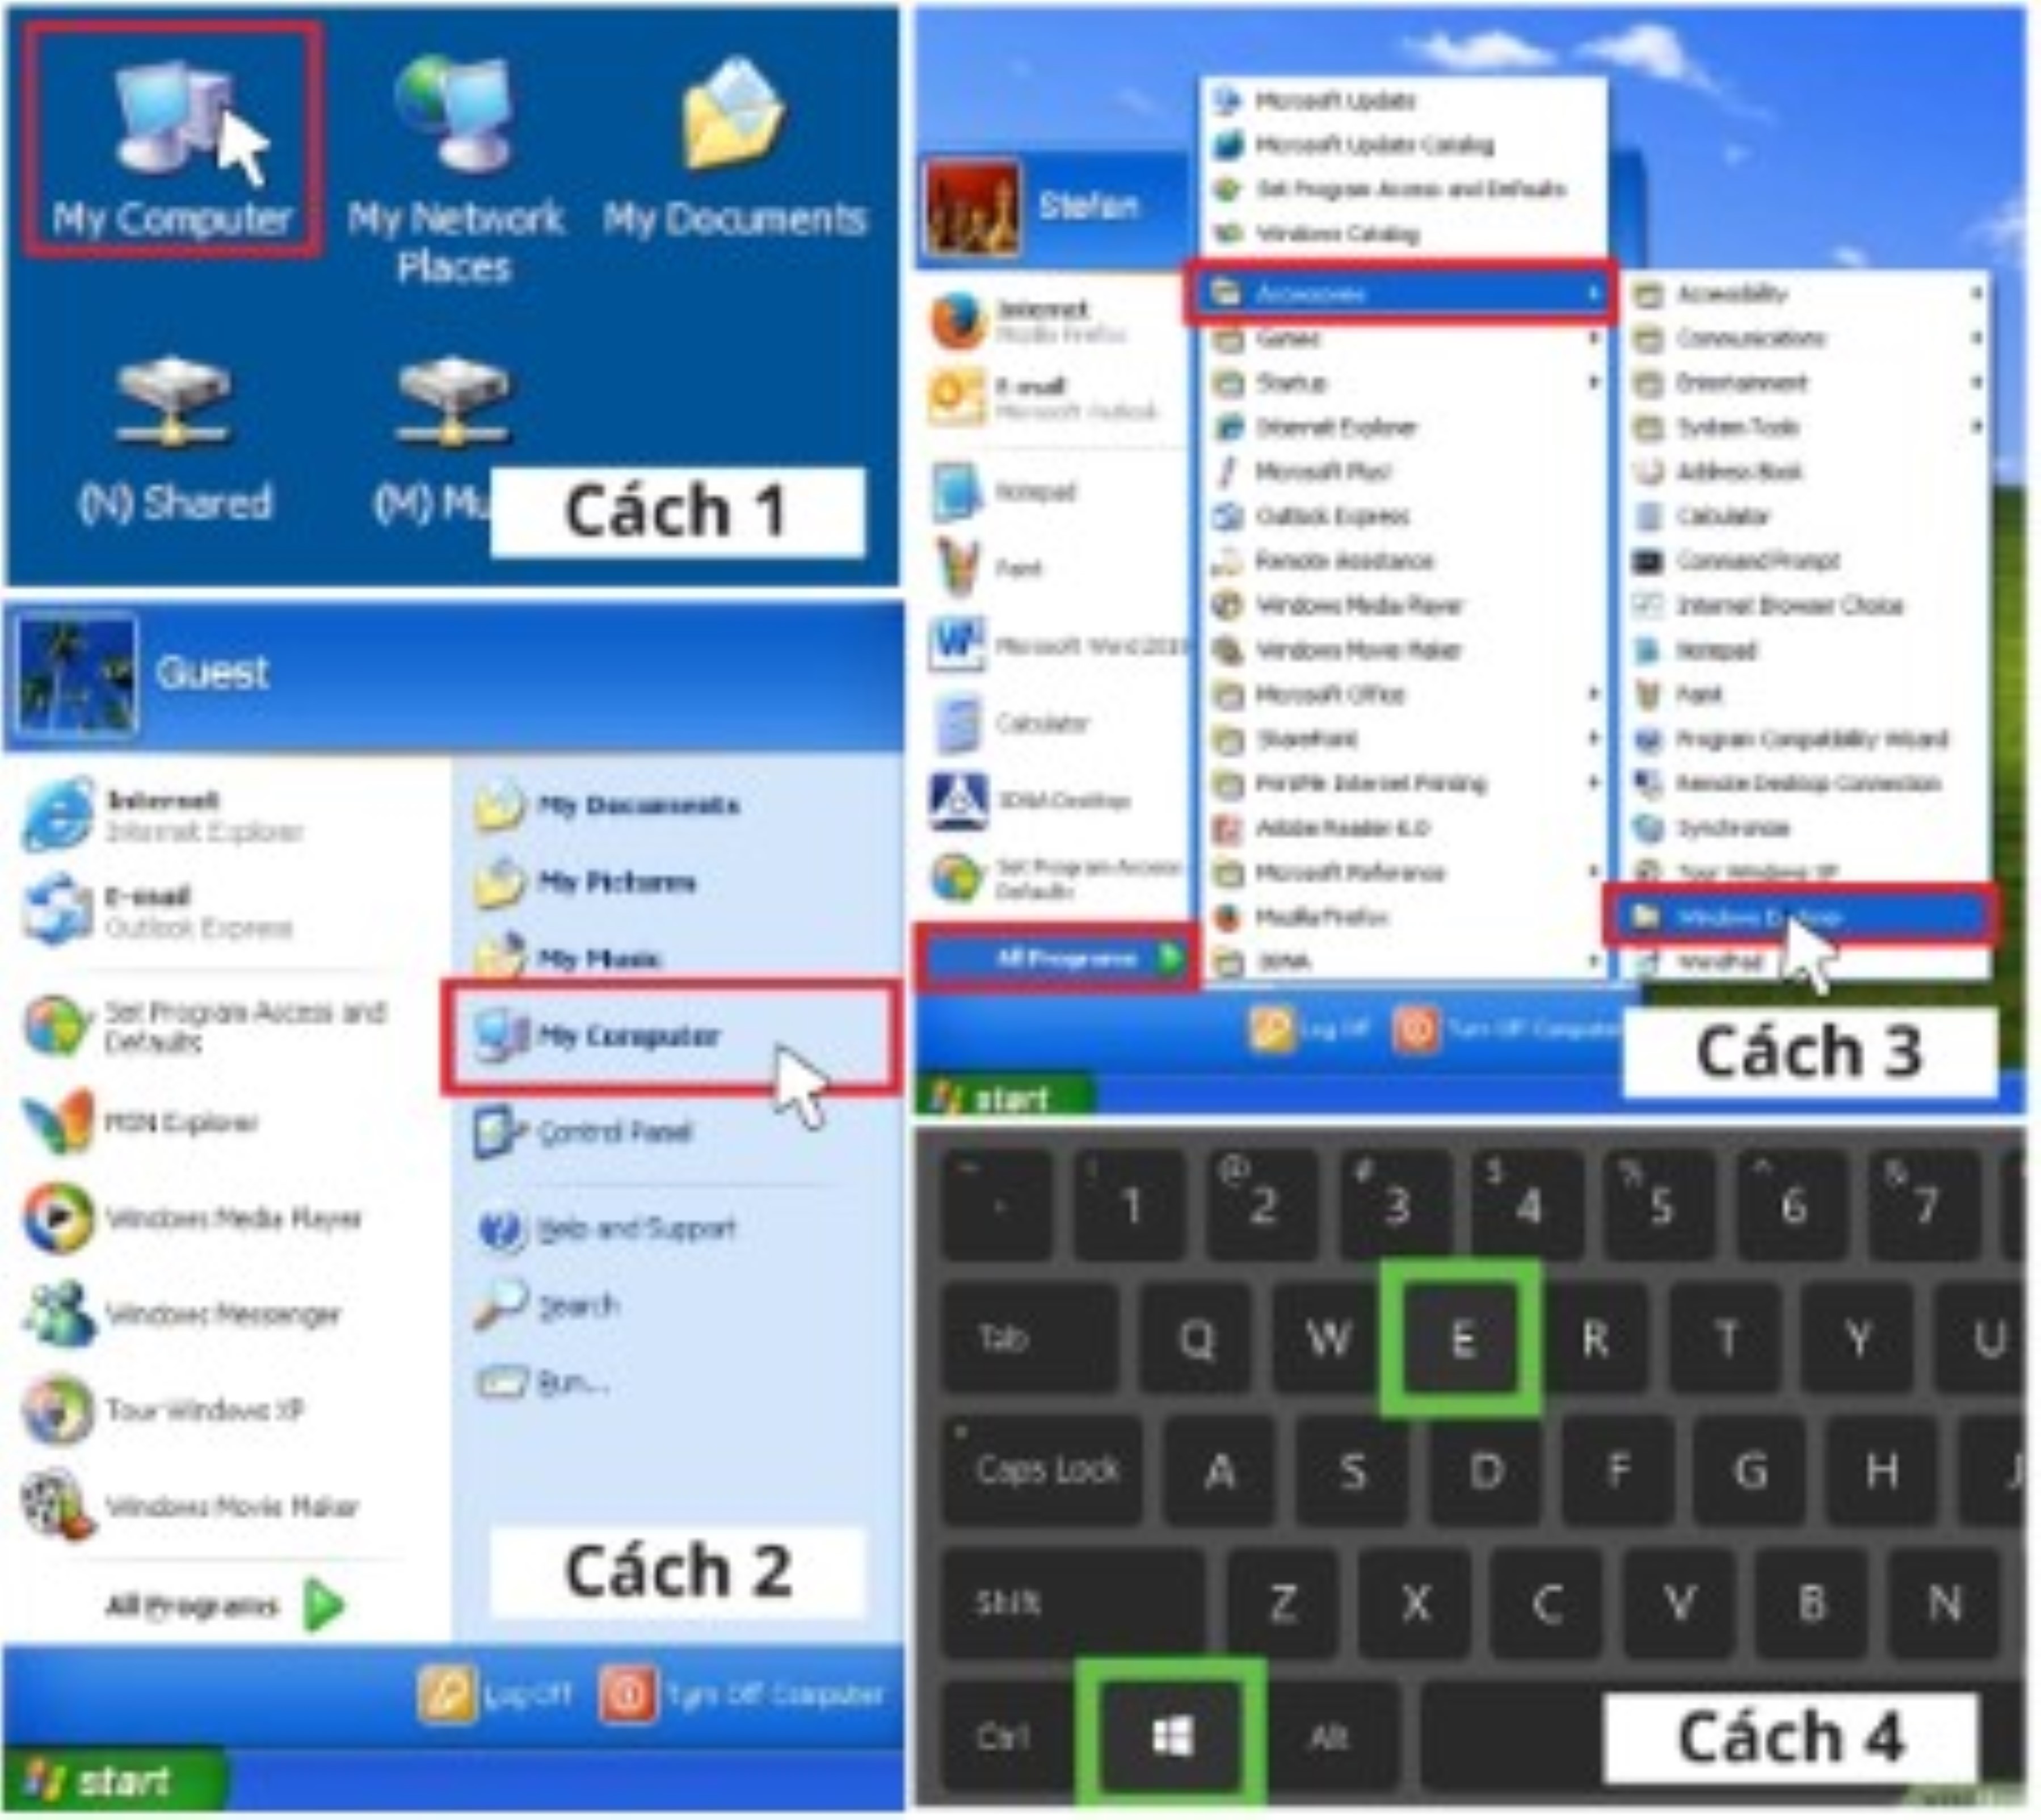 My Computer
My Network
Places
My Documents
(N) Shared
(M) Mu
Cách 1
Guest
Internet
Internet Explorer
E-mail
Outlook Express
Set Program Access and
Defaults
MSN Explorer
Windows Media Player
Windows Messenger
Tour Windows XP
Windows Movie Maker
All Programs
My Documents
My Pictures
My Music
My Computer
Control Panel
Help and Support
Search
Run...
Cách 2
Log Off
Turn Off Computer
start
Stefan
Internet
Mozilla Firefox
E-mail
Microsoft Outlook
Notepad
Paint
Microsoft Word 2010
Calculator
Set Program Access
Defaults
All Programs
Microsoft Update
Microsoft Update Catalog
Set Program Access and Defaults
Windows Catalog
Accessories
Games
Startup
Internet Explorer
Microsoft Plus!
Outlook Express
Remote Assistance
Windows Media Player
Windows Movie Maker
Microsoft Office
SharePoint
PrintMe Internet Printing
Adobe Reader 6.0
Microsoft Reference
Mozilla Firefox
Accessibility
Communications
Entertainment
System Tools
Address Book
Calculator
Command Prompt
Internet Browser Choice
Notepad
Paint
Program Compatibility Wizard
Remote Desktop Connection
Synchronize
Tour Windows XP
Windows
WordPad
Log Off
Turn Off Computer
Cách 3
start
~ ! @ # $ % ^ &
1 2 3 4 5 6 7
Tab Q W E R T Y U
Caps Lock A S D F G H J
Shift Z X C V B N
Ctrl Alt
Cách 4